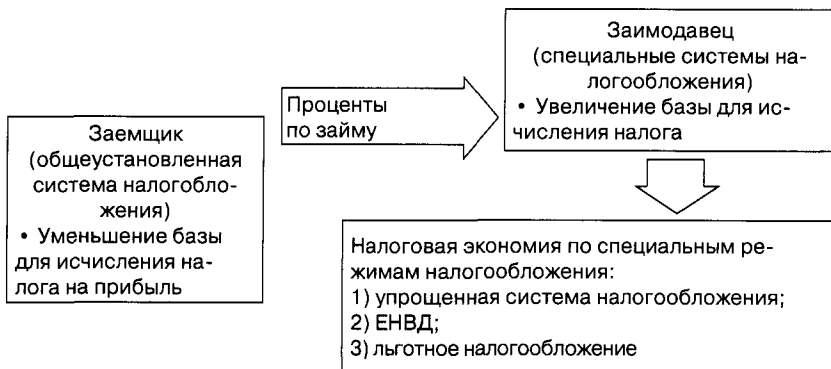 Заемщик
(общеустановленная
система налогобло-
жения)
• Уменьшение базы
для исчисления на-
лога на прибыль
Проценты
по займу
Заимодавец
(специальные системы на-
логообложения)
• Увеличение базы для ис-
числения налога
Налоговая экономия по специальным ре-
жимам налогообложения:
1) упрощенная система налогообложения;
2) ЕНВД;
3) льготное налогообложение